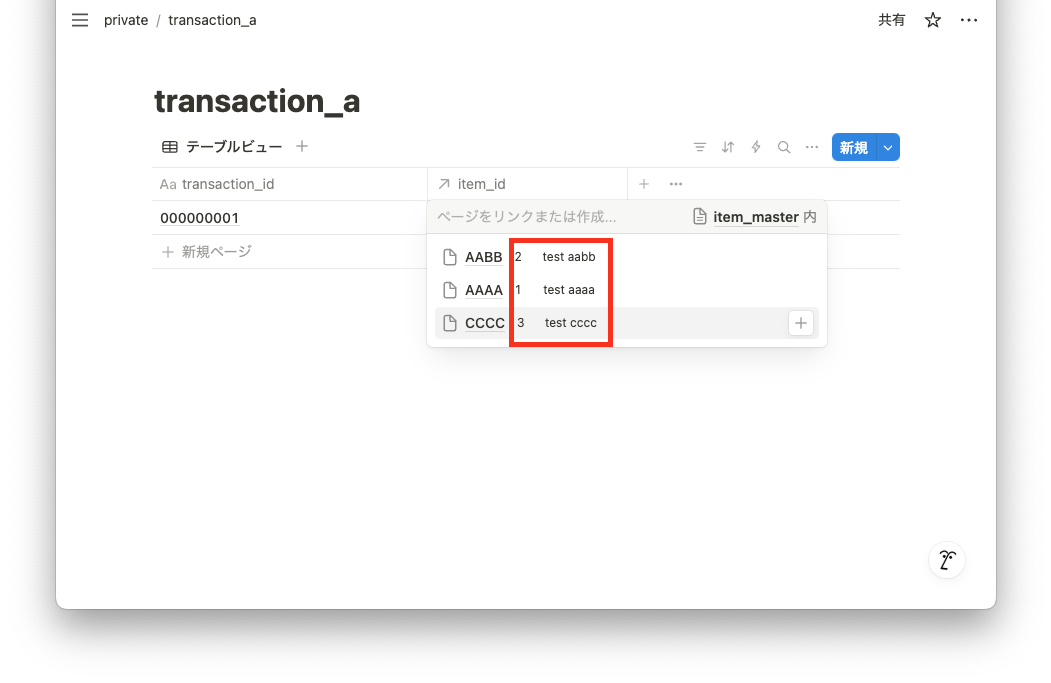 private / transaction_a 共有
transaction_a
テーブルビュー 新規
Aa transaction_id item_id
000000001
ページをリンクまたは作成... item_master 内
新規ページ
AABB 2 test aabb
AAAA 1 test aaaa
CCCC 3 test cccc